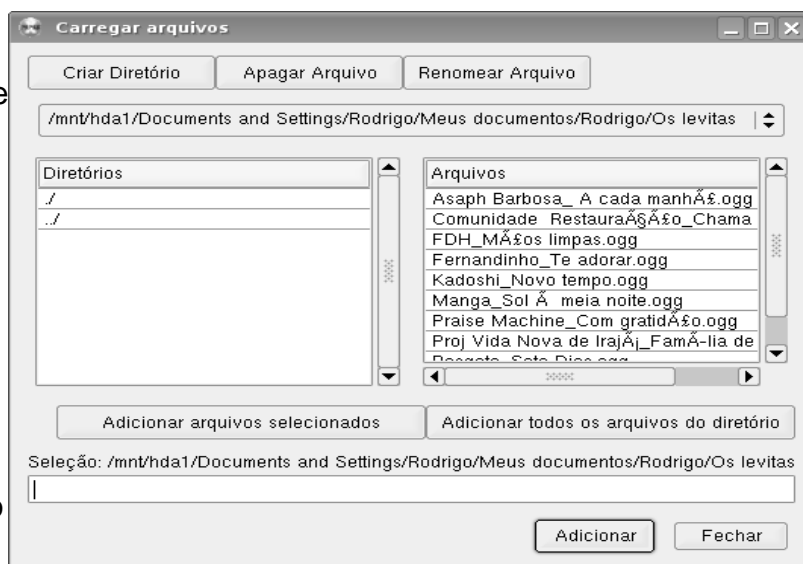 Carregar arquivos
Criar Diretório
Apagar Arquivo
Renomear Arquivo
e
/mnt/hda1/Documents and Settings/Rodrigo/Meus documentos/Rodrigo/Os levitas
Diretórios
./
../
Arquivos
Asaph Barbosa_ A cada manhÃ£.ogg
Comunidade RestauraÃ§Ã£o_Chama
FDH_MÃ£os limpas.ogg
Fernandinho_Te adorar.ogg
Kadoshi_Novo tempo.ogg
Manga_Sol Ã meia noite.ogg
Praise Machine_Com gratidÃ£o.ogg
Proj Vida Nova de IrajÃ¡_FamÃ­-lia de
Resgate_Sete Dias.ogg
Adicionar arquivos selecionados
Adicionar todos os arquivos do diretório
Seleção: /mnt/hda1/Documents and Settings/Rodrigo/Meus documentos/Rodrigo/Os levitas
o
Adicionar
Fechar